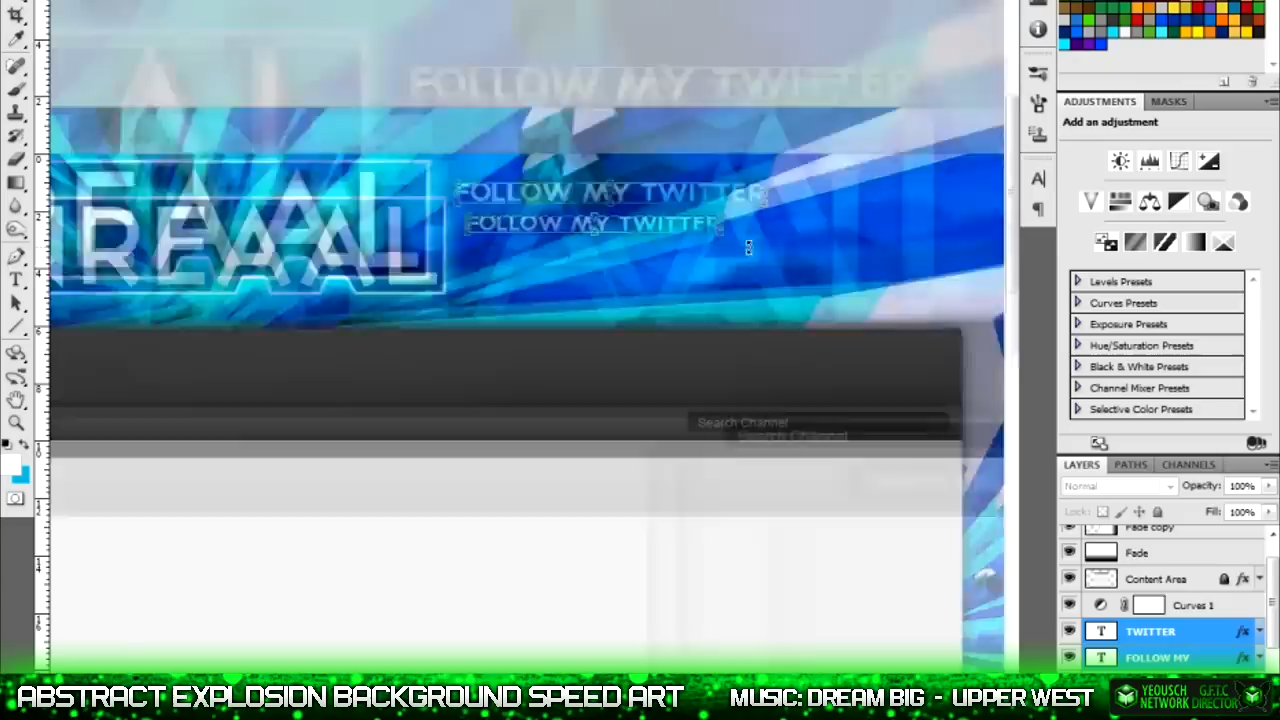 FOLLOW MY TWITTER
FOLLOW MY TWITTER
FOLLOW MY TWITTER
REAAL
Search Channel
Search Channel
ADJUSTMENTS
MASKS
Add an adjustment
Levels Presets
Curves Presets
Exposure Presets
Hue/Saturation Presets
Black & White Presets
Channel Mixer Presets
Selective Color Presets
LAYERS
PATHS
CHANNELS
Normal
Opacity: 100%
Lock:
Fill: 100%
Fade copy
Fade
Content Area
Curves 1
T TWITTER
T FOLLOW MY
ABSTRACT EXPLOSION BACKGROUND SPEED ART
MUSIC: DREAM BIG - UPPER WEST
YEOUSCH NETWORK
G.F.T.C DIRECTOR